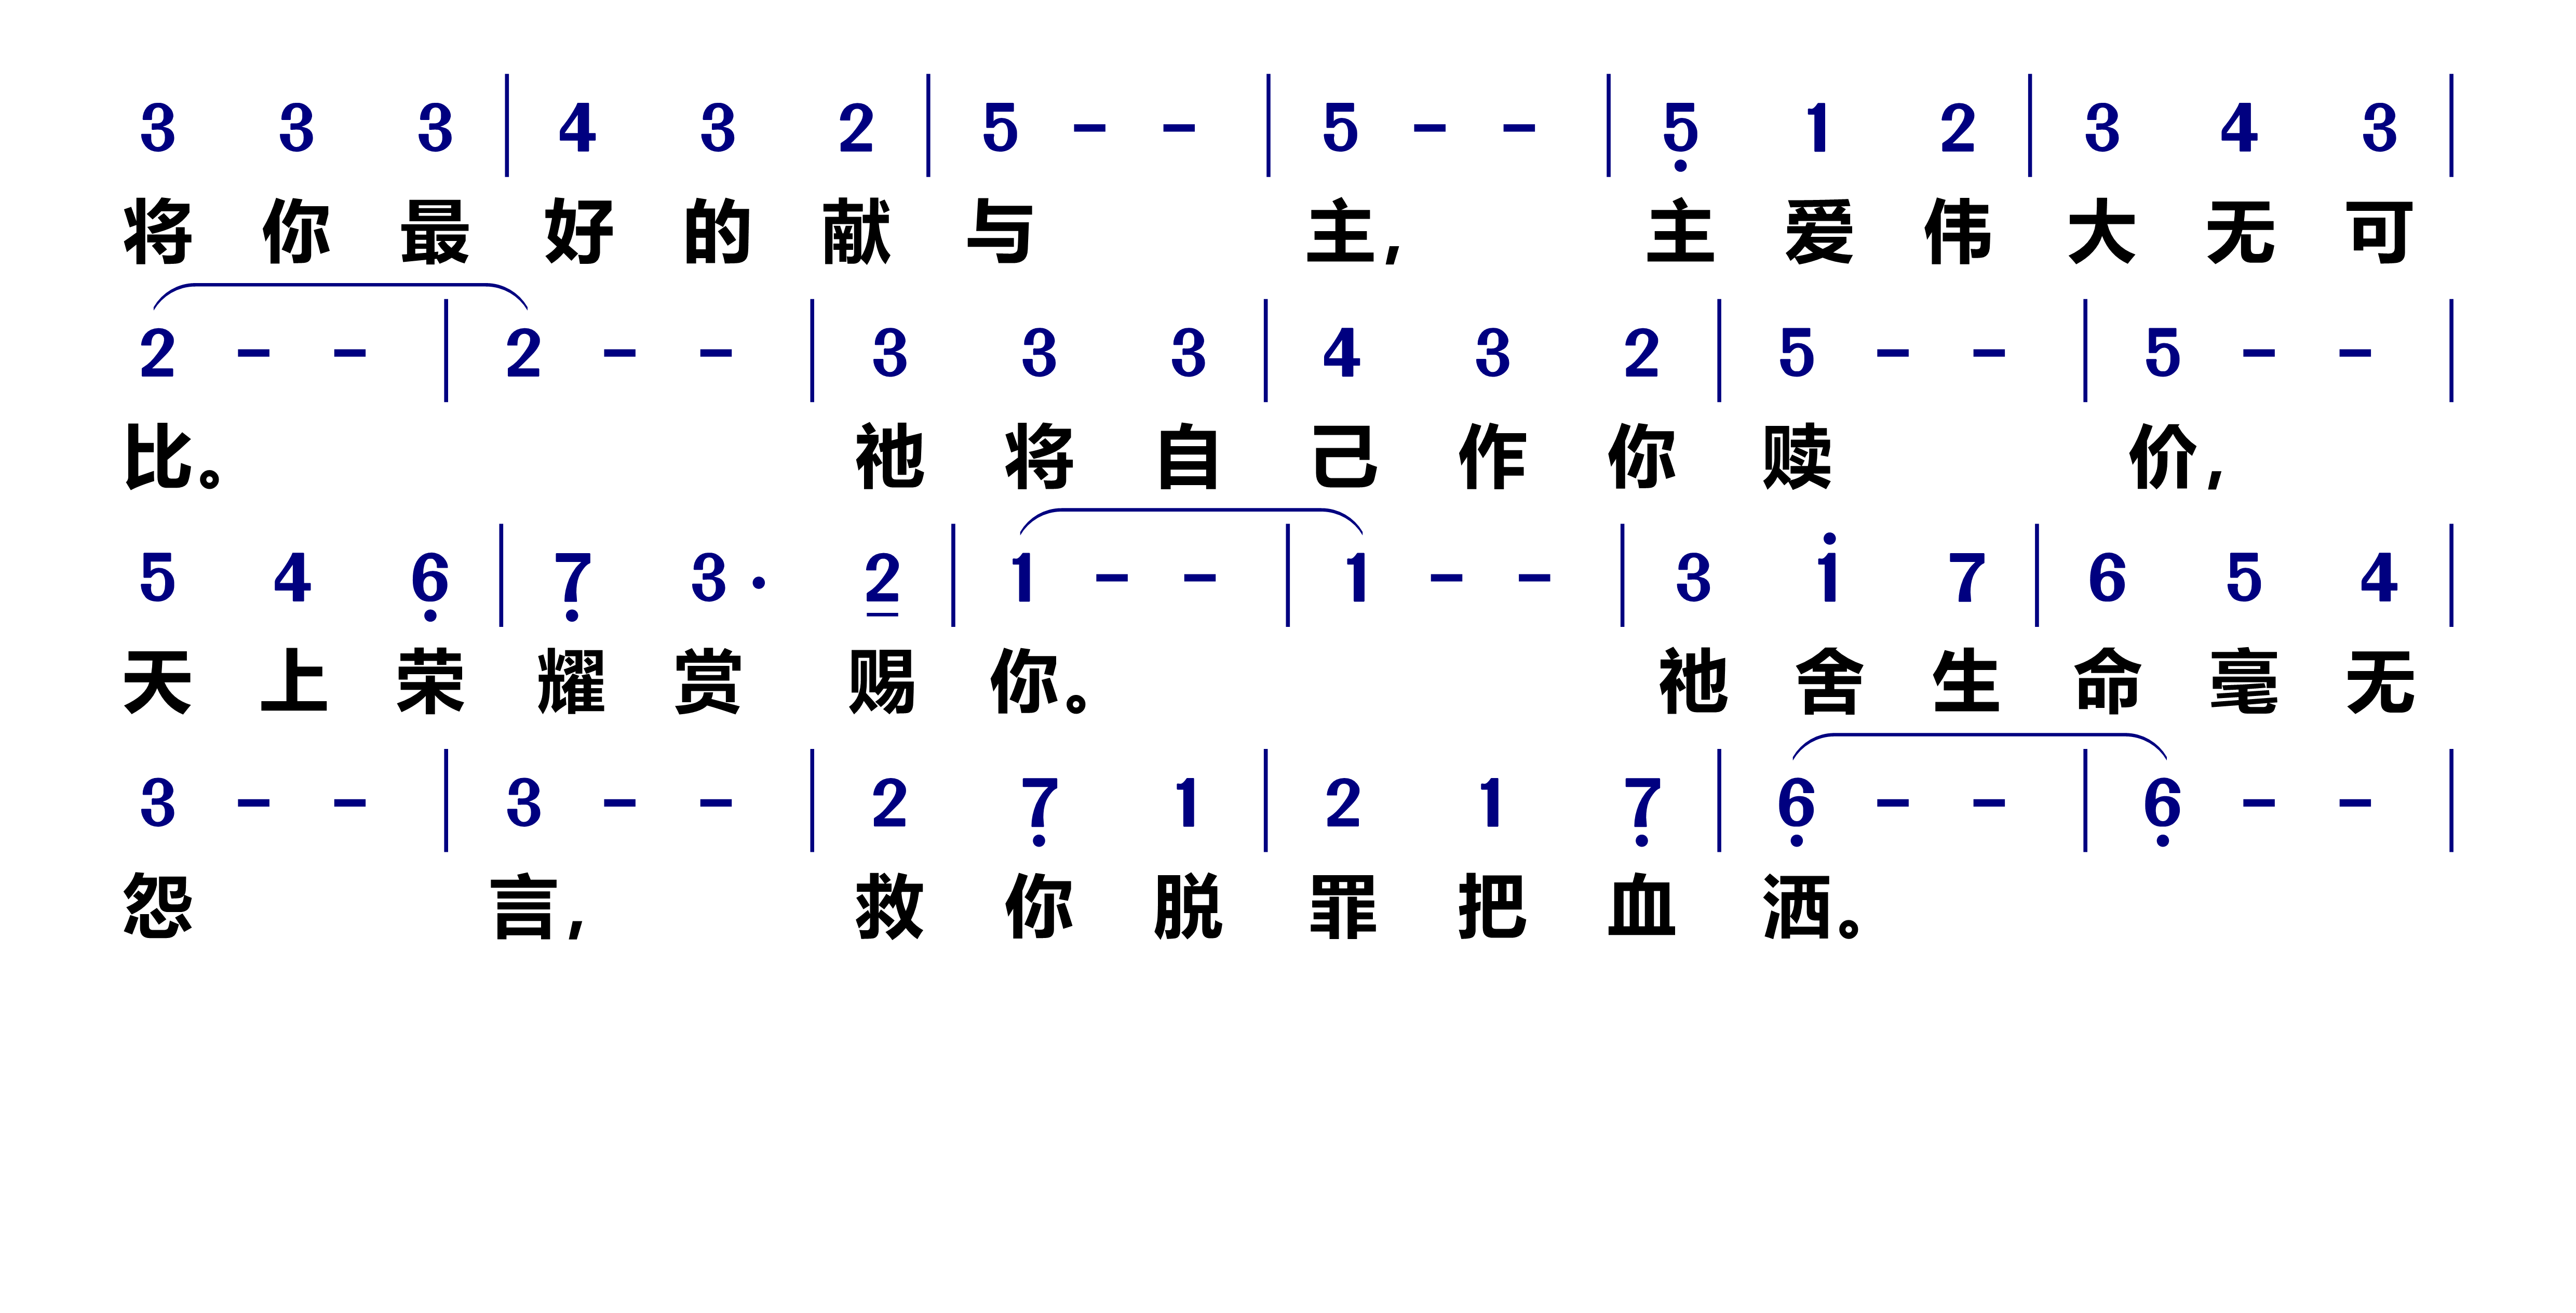 3 3 3 | 4 3 2 | 5 - - | 5 - - | 5̣ 1 2 | 3 4 3 |
将 你 最 好 的 献 与 主, 主 爱 伟 大 无 可
2 - - | 2 - - | 3 3 3 | 4 3 2 | 5 - - | 5 - - |
比。 祂 将 自 己 作 你 赎 价,
5 4 6̣ | 7̣ 3 · 2̲ | 1 - - | 1 - - | 3 1̇ 7 | 6 5 4 |
天 上 荣 耀 赏 赐 你。 祂 舍 生 命 毫 无
3 - - | 3 - - | 2 7̣ 1 | 2 1 7̣ | 6̣ - - | 6̣ - - |
怨 言, 救 你 脱 罪 把 血 洒。